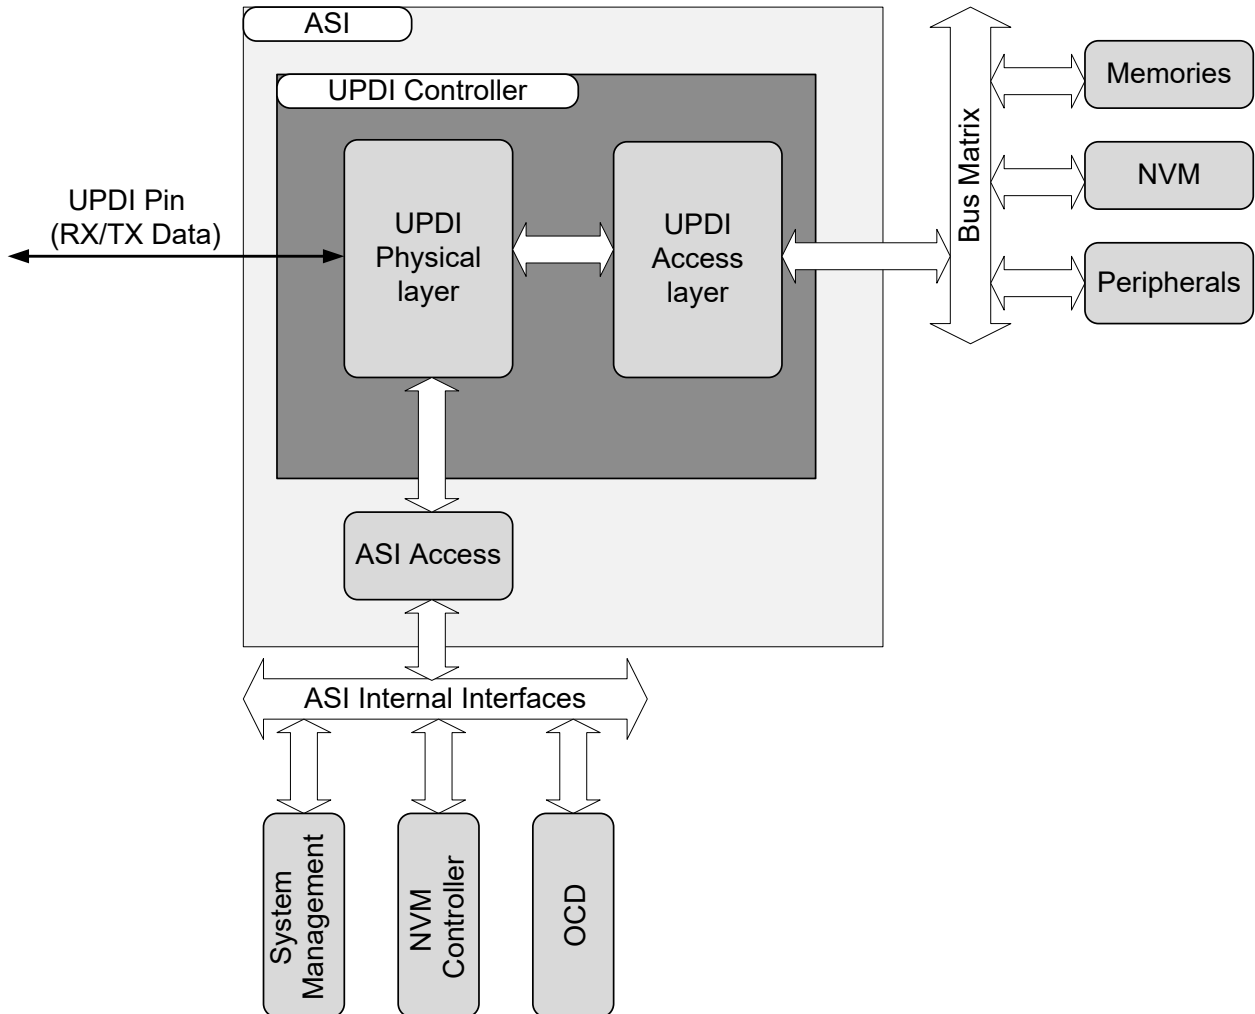 ASI
UPDI Controller
UPDI Pin
(RX/TX Data)
UPDI
Physical
layer
UPDI
Access
layer
Bus Matrix
Memories
NVM
Peripherals
ASI Access
ASI Internal Interfaces
System
Management
NVM
Controller
OCD